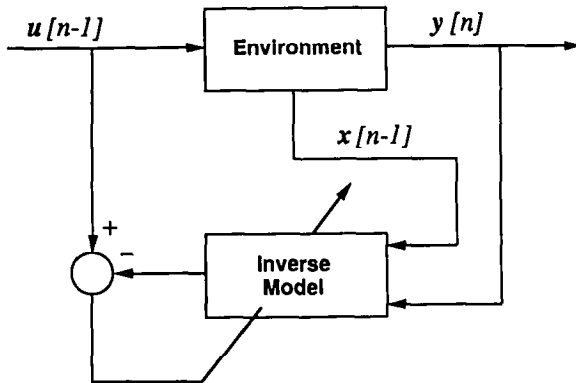 u [n-1]
Environment
y [n]
x [n-1]
+
−
Inverse
Model